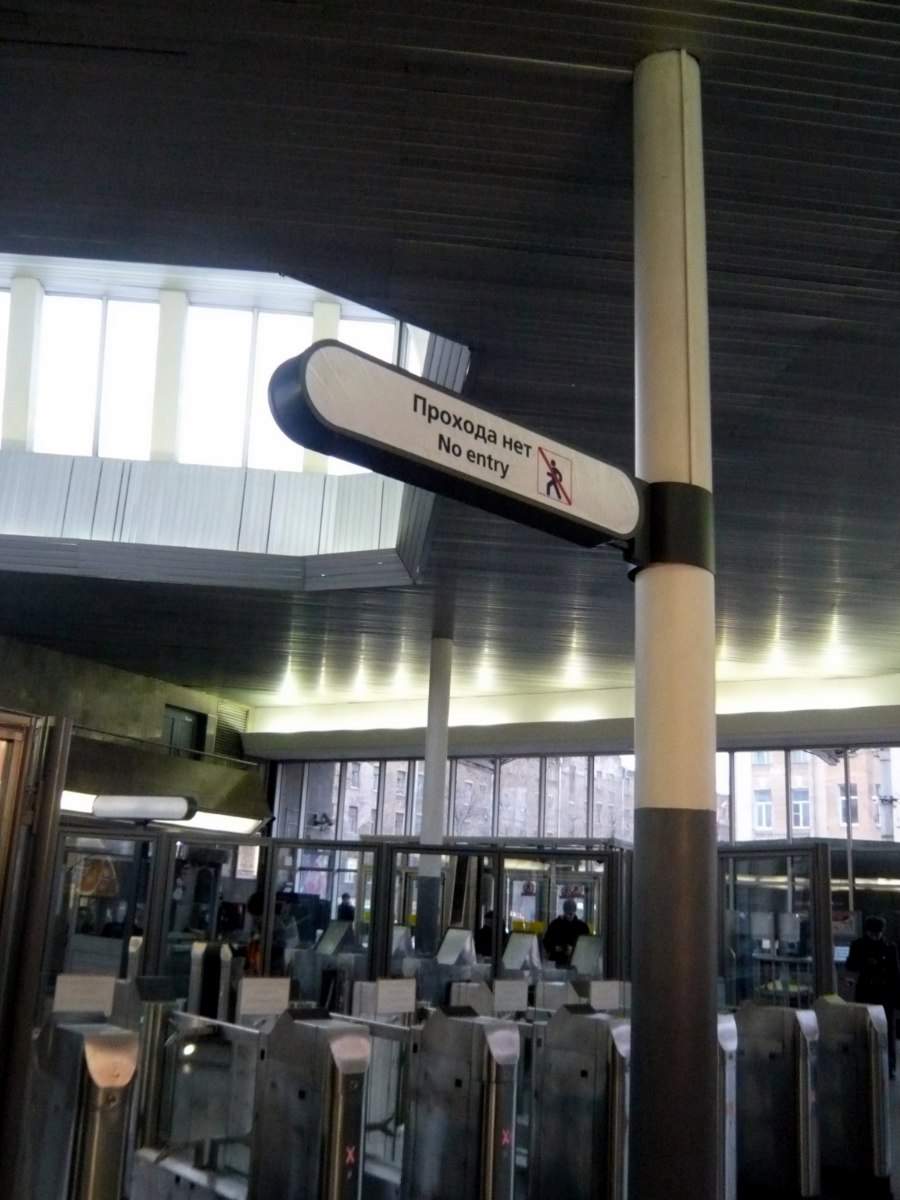 Прохода нет
No entry